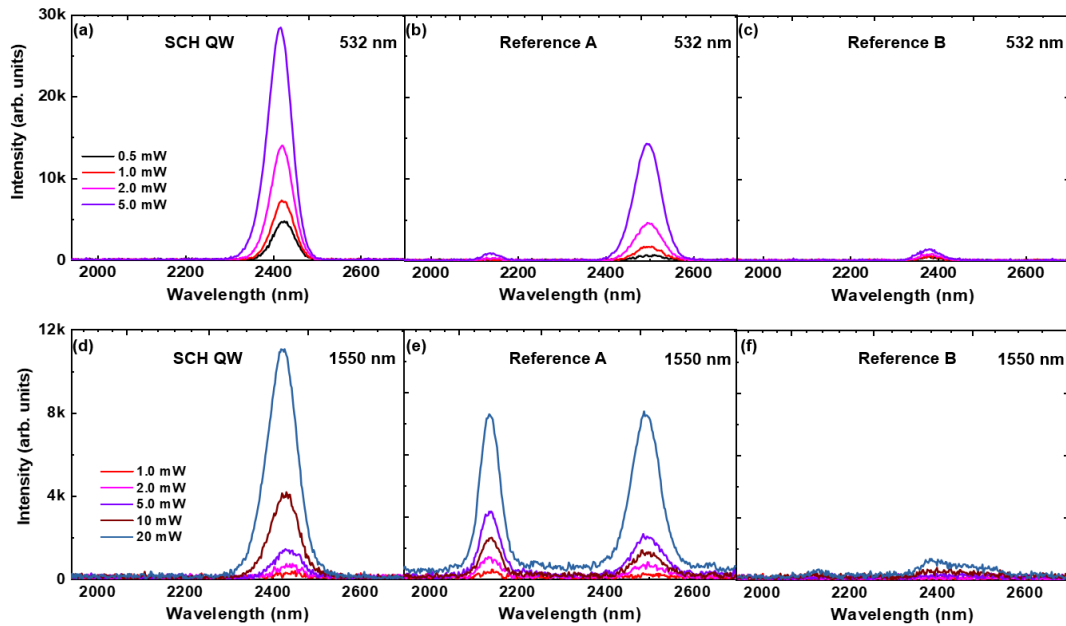 (a) SCH QW 532 nm
(b) Reference A 532 nm
(c) Reference B 532 nm
30k
20k
10k
0
Intensity (arb. units)
0.5 mW
1.0 mW
2.0 mW
5.0 mW
2000 2200 2400 2600
2000 2200 2400 2600
2000 2200 2400 2600
Wavelength (nm)
Wavelength (nm)
Wavelength (nm)
(d) SCH QW 1550 nm
(e) Reference A 1550 nm
(f) Reference B 1550 nm
12k
8k
4k
0
Intensity (arb. units)
1.0 mW
2.0 mW
5.0 mW
10 mW
20 mW
2000 2200 2400 2600
2000 2200 2400 2600
2000 2200 2400 2600
Wavelength (nm)
Wavelength (nm)
Wavelength (nm)